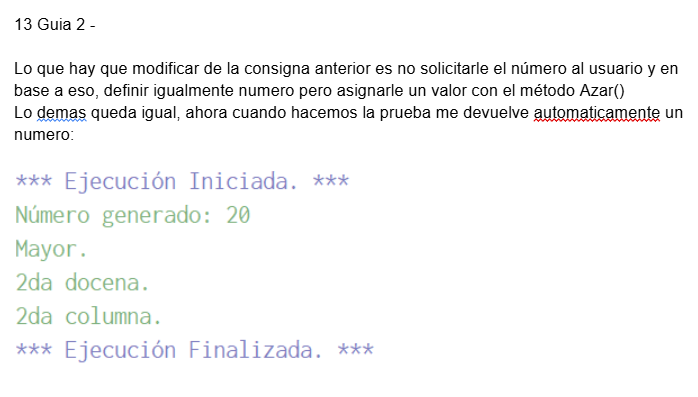 13 Guia 2 -
Lo que hay que modificar de la consigna anterior es no solicitarle el número al usuario y en
base a eso, definir igualmente numero pero asignarle un valor con el método Azar()
Lo demas queda igual, ahora cuando hacemos la prueba me devuelve automaticamente un
numero:
*** Ejecución Iniciada. ***
Número generado: 20
Mayor.
2da docena.
2da columna.
*** Ejecución Finalizada. ***